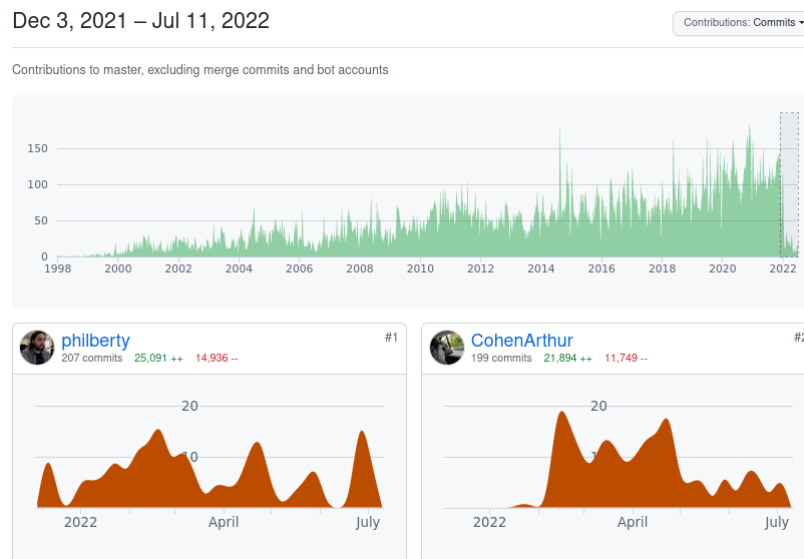 Dec 3, 2021 – Jul 11, 2022
Contributions: Commits
Contributions to master, excluding merge commits and bot accounts
150
100
50
0
1998 2000 2002 2004 2006 2008 2010 2012 2014 2016 2018 2020 2022
philberty
#1
207 commits 25,091 ++ 14,936 --
20
10
2022 April July
CohenArthur
199 commits 21,894 ++ 11,749 --
20
2022 April July